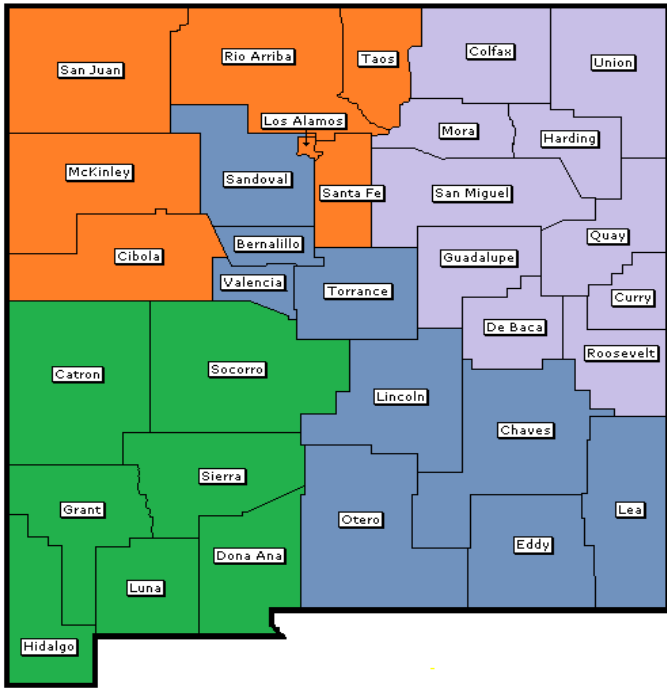 Colfax
San Juan
Rio Arriba
Taos
Union
Los Alamos
Mora
Harding
McKinley
Sandoval
Santa Fe
San Miguel
Bernalillo
Quay
Cibola
Guadalupe
Valencia
Torrance
Curry
De Baca
Roosevelt
Catron
Socorro
Lincoln
Chaves
Sierra
Grant
Otero
Lea
Eddy
Dona Ana
Luna
Hidalgo